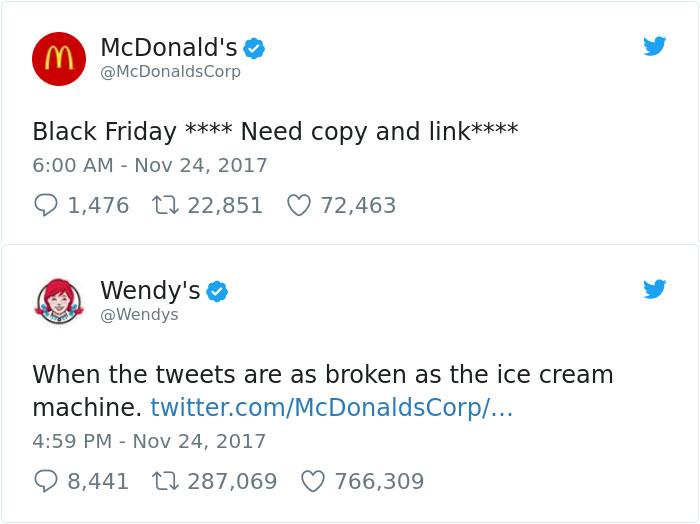 McDonald's
@McDonaldsCorp
Black Friday **** Need copy and link****
6:00 AM - Nov 24, 2017
1,476 22,851 72,463
Wendy's
@Wendys
When the tweets are as broken as the ice cream
machine. twitter.com/McDonaldsCorp/...
4:59 PM - Nov 24, 2017
8,441 287,069 766,309